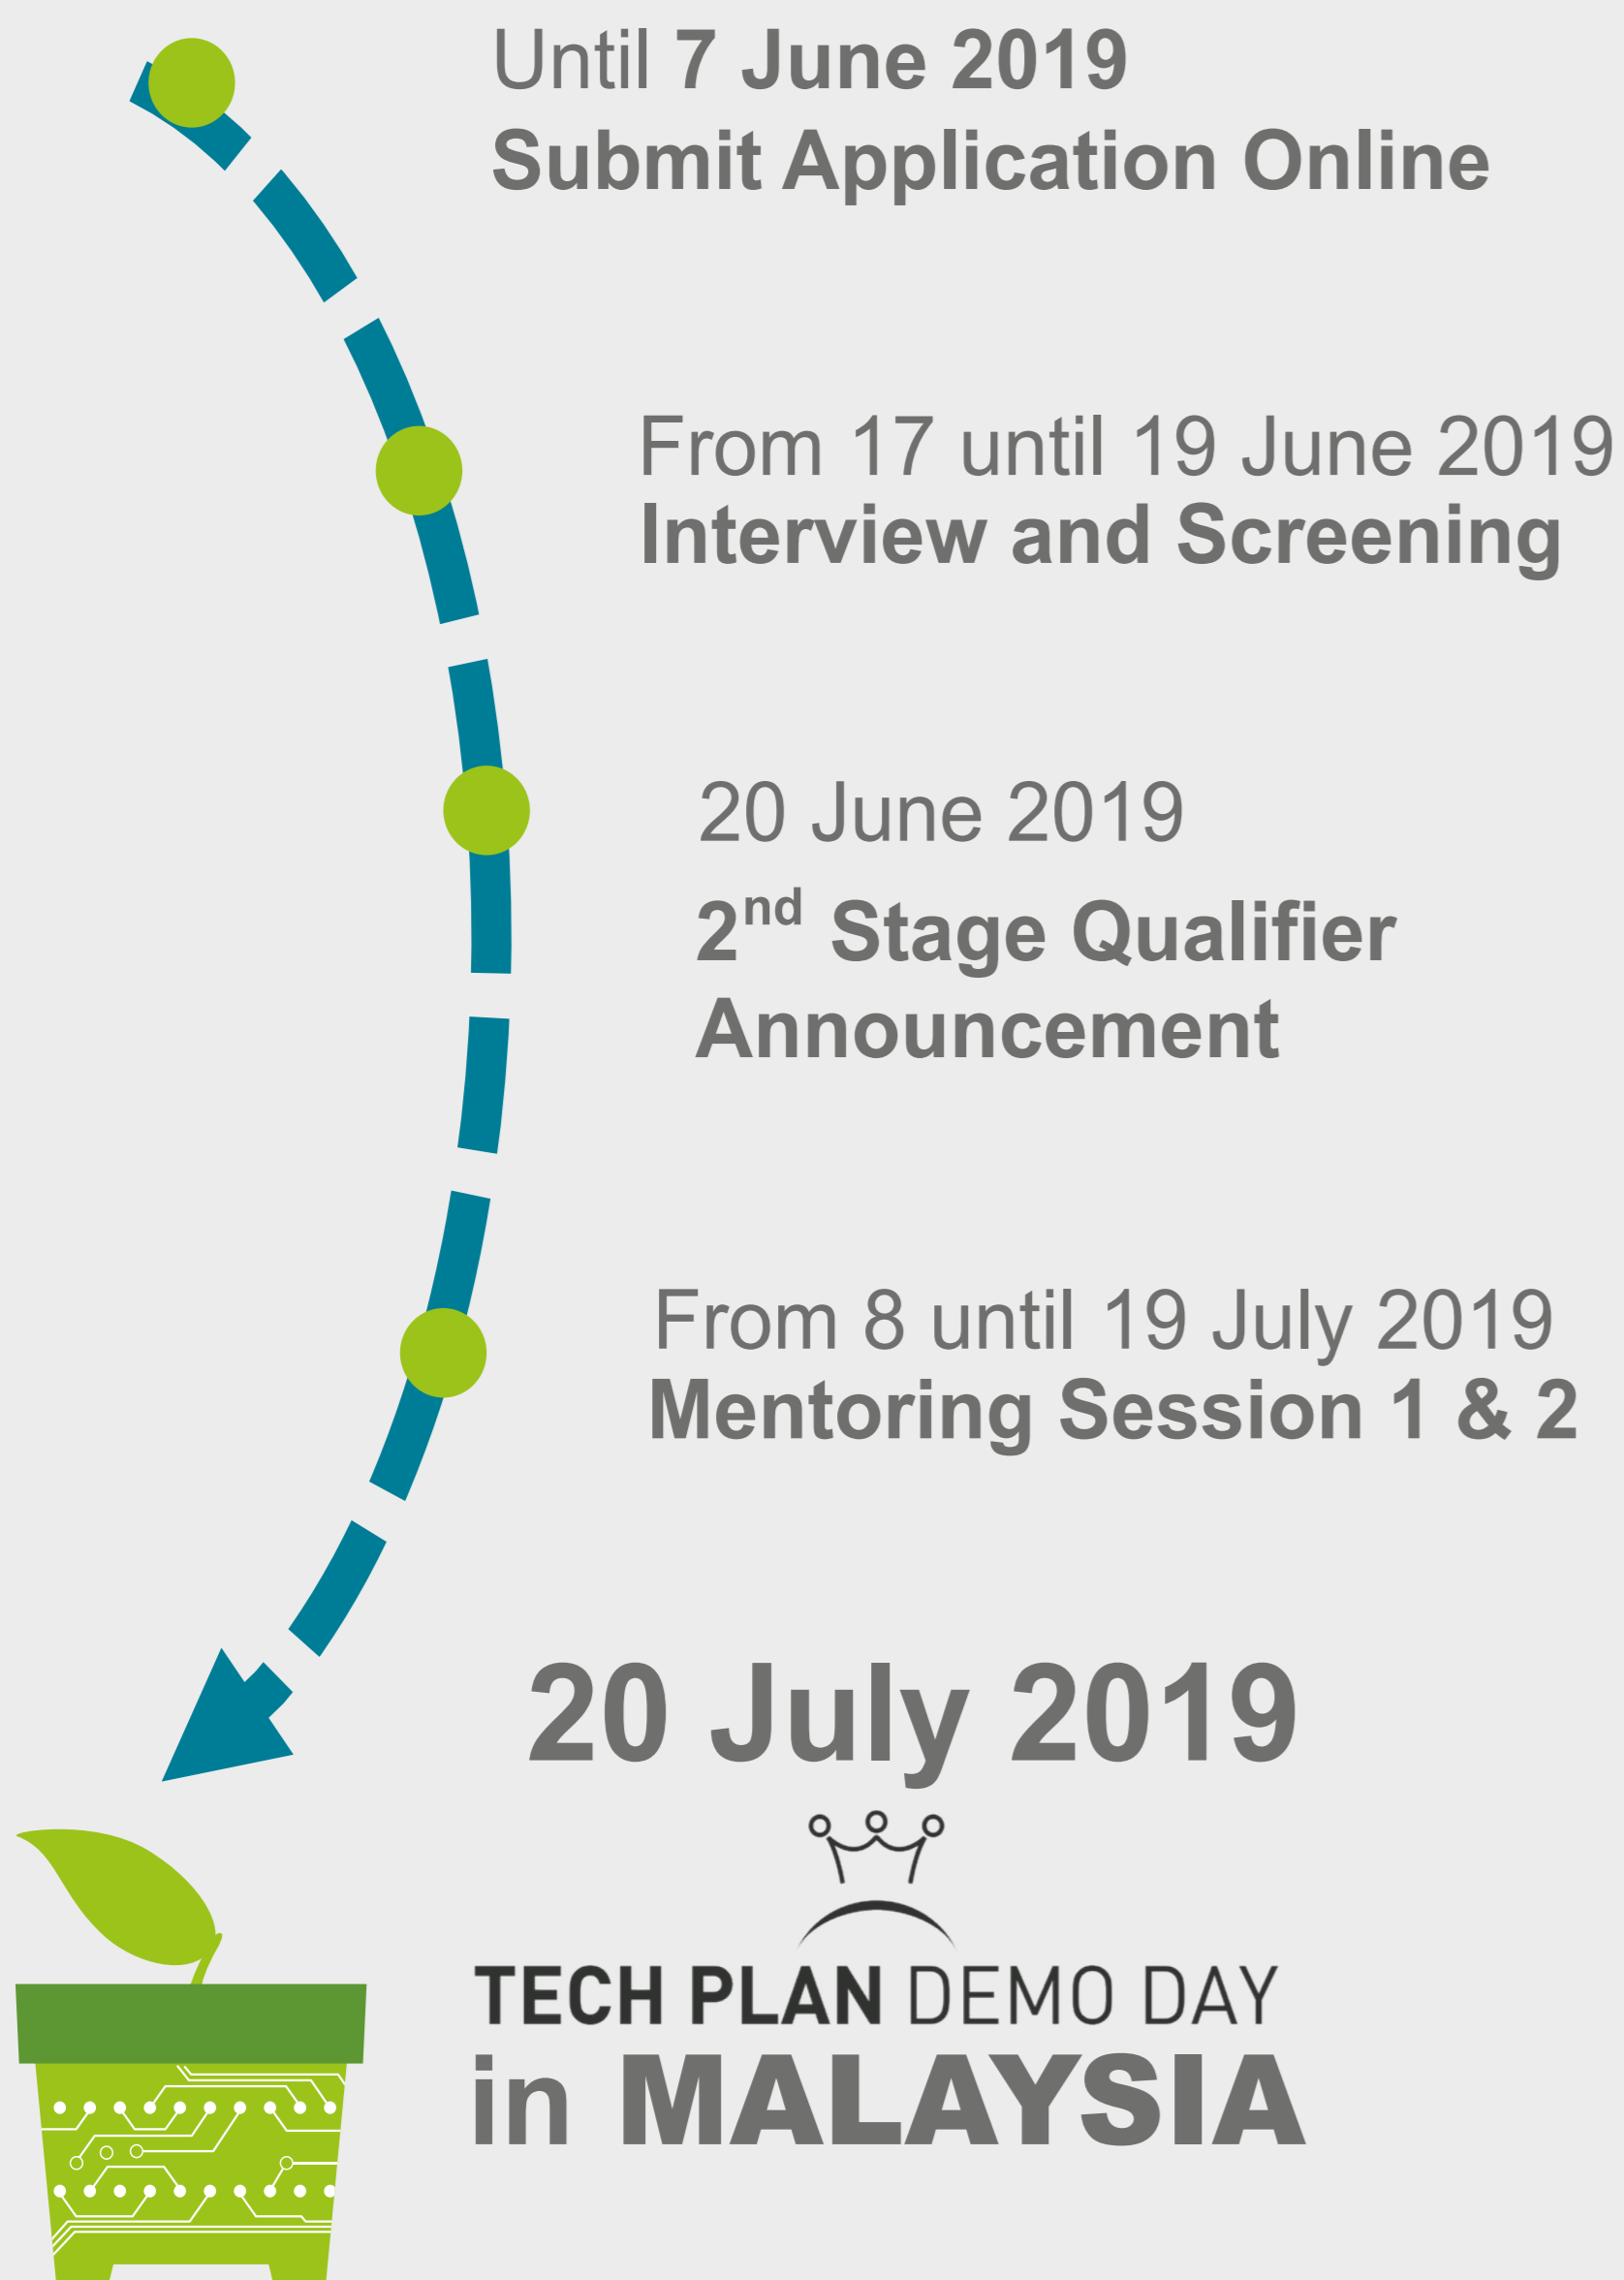 Until 7 June 2019
Submit Application Online
From 17 until 19 June 2019
Interview and Screening
20 June 2019
2nd Stage Qualifier
Announcement
From 8 until 19 July 2019
Mentoring Session 1 & 2
20 July 2019
TECH PLAN DEMO DAY
in MALAYSIA